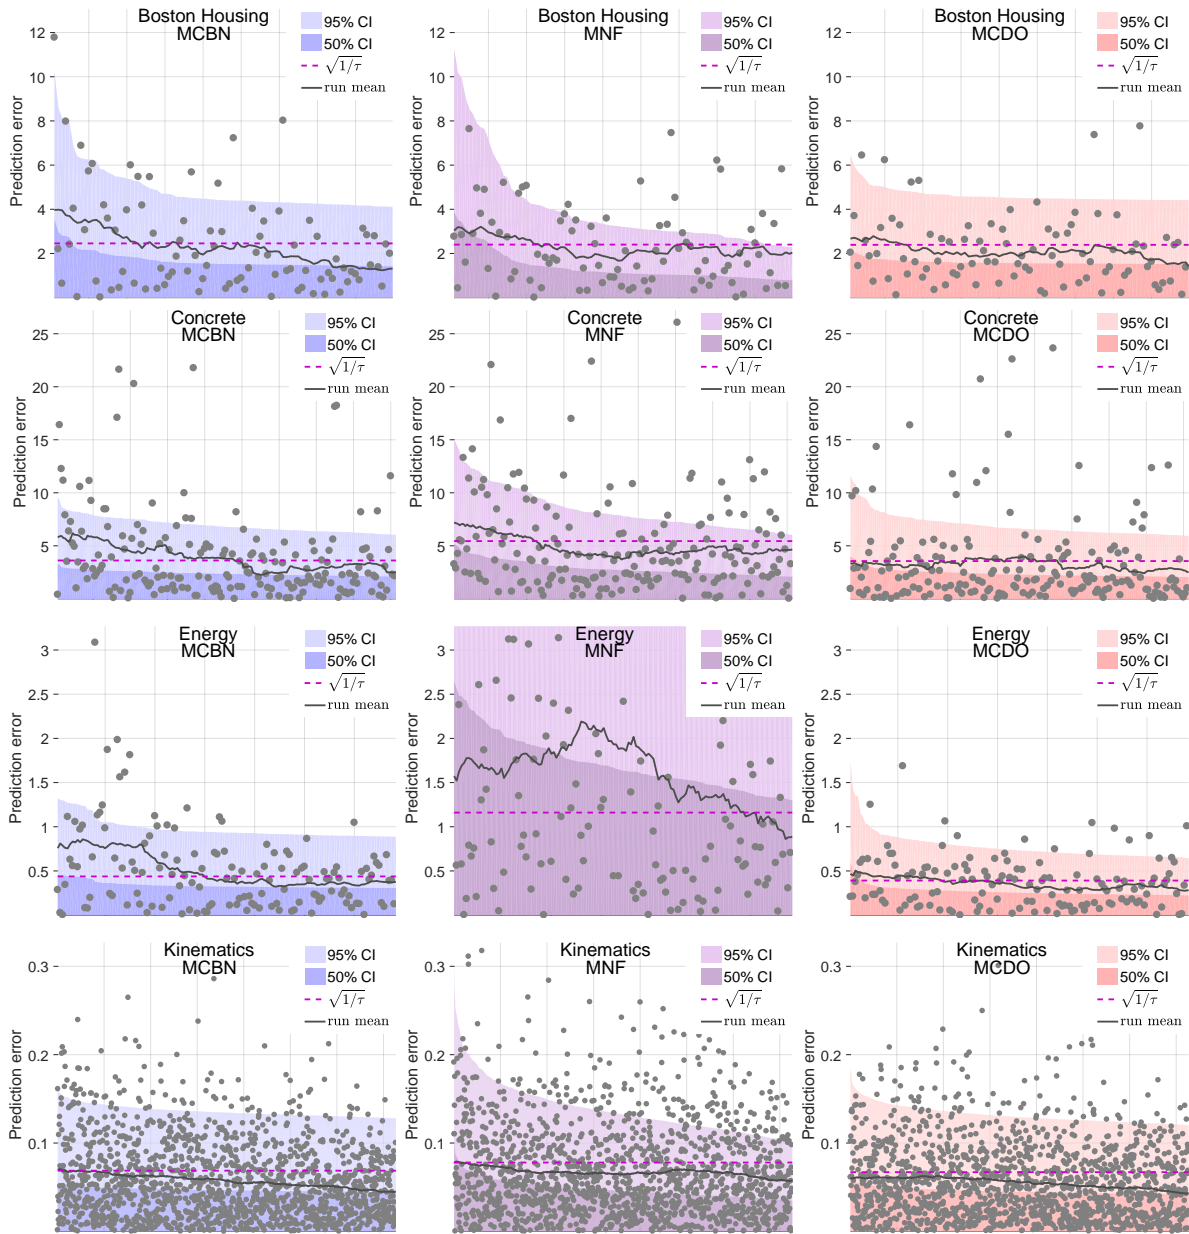 Boston Housing
MCBN
Prediction error
12
10
8
6
4
2
95% CI
50% CI
√1/τ
run mean
Boston Housing
MNF
Prediction error
12
10
8
6
4
2
95% CI
50% CI
√1/τ
run mean
Boston Housing
MCDO
Prediction error
12
10
8
6
4
2
95% CI
50% CI
√1/τ
run mean
Concrete
MCBN
Prediction error
25
20
15
10
5
95% CI
50% CI
√1/τ
run mean
Concrete
MNF
Prediction error
25
20
15
10
5
95% CI
50% CI
√1/τ
run mean
Concrete
MCDO
Prediction error
25
20
15
10
5
95% CI
50% CI
√1/τ
run mean
Energy
MCBN
Prediction error
3
2.5
2
1.5
1
0.5
95% CI
50% CI
√1/τ
run mean
Energy
MNF
Prediction error
3
2.5
2
1.5
1
0.5
95% CI
50% CI
√1/τ
run mean
Energy
MCDO
Prediction error
3
2.5
2
1.5
1
0.5
95% CI
50% CI
√1/τ
run mean
Kinematics
MCBN
Prediction error
0.3
0.2
0.1
95% CI
50% CI
√1/τ
run mean
Kinematics
MNF
Prediction error
0.3
0.2
0.1
95% CI
50% CI
√1/τ
run mean
Kinematics
MCDO
Prediction error
0.3
0.2
0.1
95% CI
50% CI
√1/τ
run mean